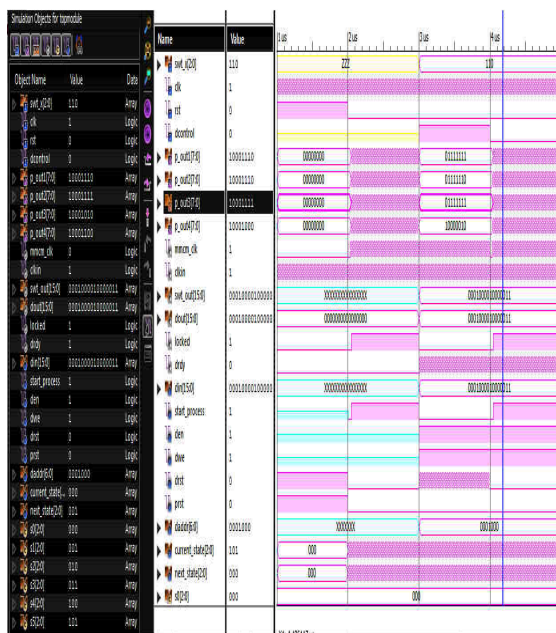 Simulation Objects for topmodule
Object Name Value Data
swt_x[2:0] 110 Array
clk 1 Logic
rst 0 Logic
dcontrol 0 Logic
p_out1[7:0] 10001110 Array
p_out2[7:0] 10001111 Array
p_out3[7:0] 10001010 Array
p_out4[7:0] 10001100 Array
mmcm_clk 0 Logic
clkin 1 Logic
swt_out[15:0] 0001000010000011 Array
dout[15:0] 0001000010000011 Array
locked 1 Logic
drdy 1 Logic
din[15:0] 0001000010000011 Array
start_process 1 Logic
den 1 Logic
dwe 1 Logic
drst 0 Logic
prst 0 Logic
daddr[6:0] 0001000 Array
current_state[... 000 Array
next_state[2:0] 001 Array
s0[2:0] 000 Array
s1[2:0] 001 Array
s2[2:0] 010 Array
s3[2:0] 011 Array
s4[2:0] 100 Array
s5[2:0] 101 Array
Name Value
swt_x[2:0] 110
clk 1
rst 0
dcontrol 0
p_out1[7:0] 10001110
p_out2[7:0] 10001110
p_out3[7:0] 10001111
p_out4[7:0] 10001000
mmcm_clk 1
clkin 1
swt_out[15:0] 00010000100000
dout[15:0] 00010000100000
locked 1
drdy 0
din[15:0] 00010000100000
start_process 1
den 1
dwe 1
drst 0
prst 0
daddr[6:0] 0001000
current_state[2:0] 101
next_state[2:0] 000
s0[2:0] 000
1 us 2 us 3 us 4 us
ZZZ 110
00000000 01111111
00000000 01111110
00000000 01111111
00000000 10000010
XXXXXXXXXXXXXXXX 0001000010000011
0000000000000000 0001000010000011
XXXXXXXXXXXXXXXX 0001000010000011
XXXXXXX 0001000
000
000
000